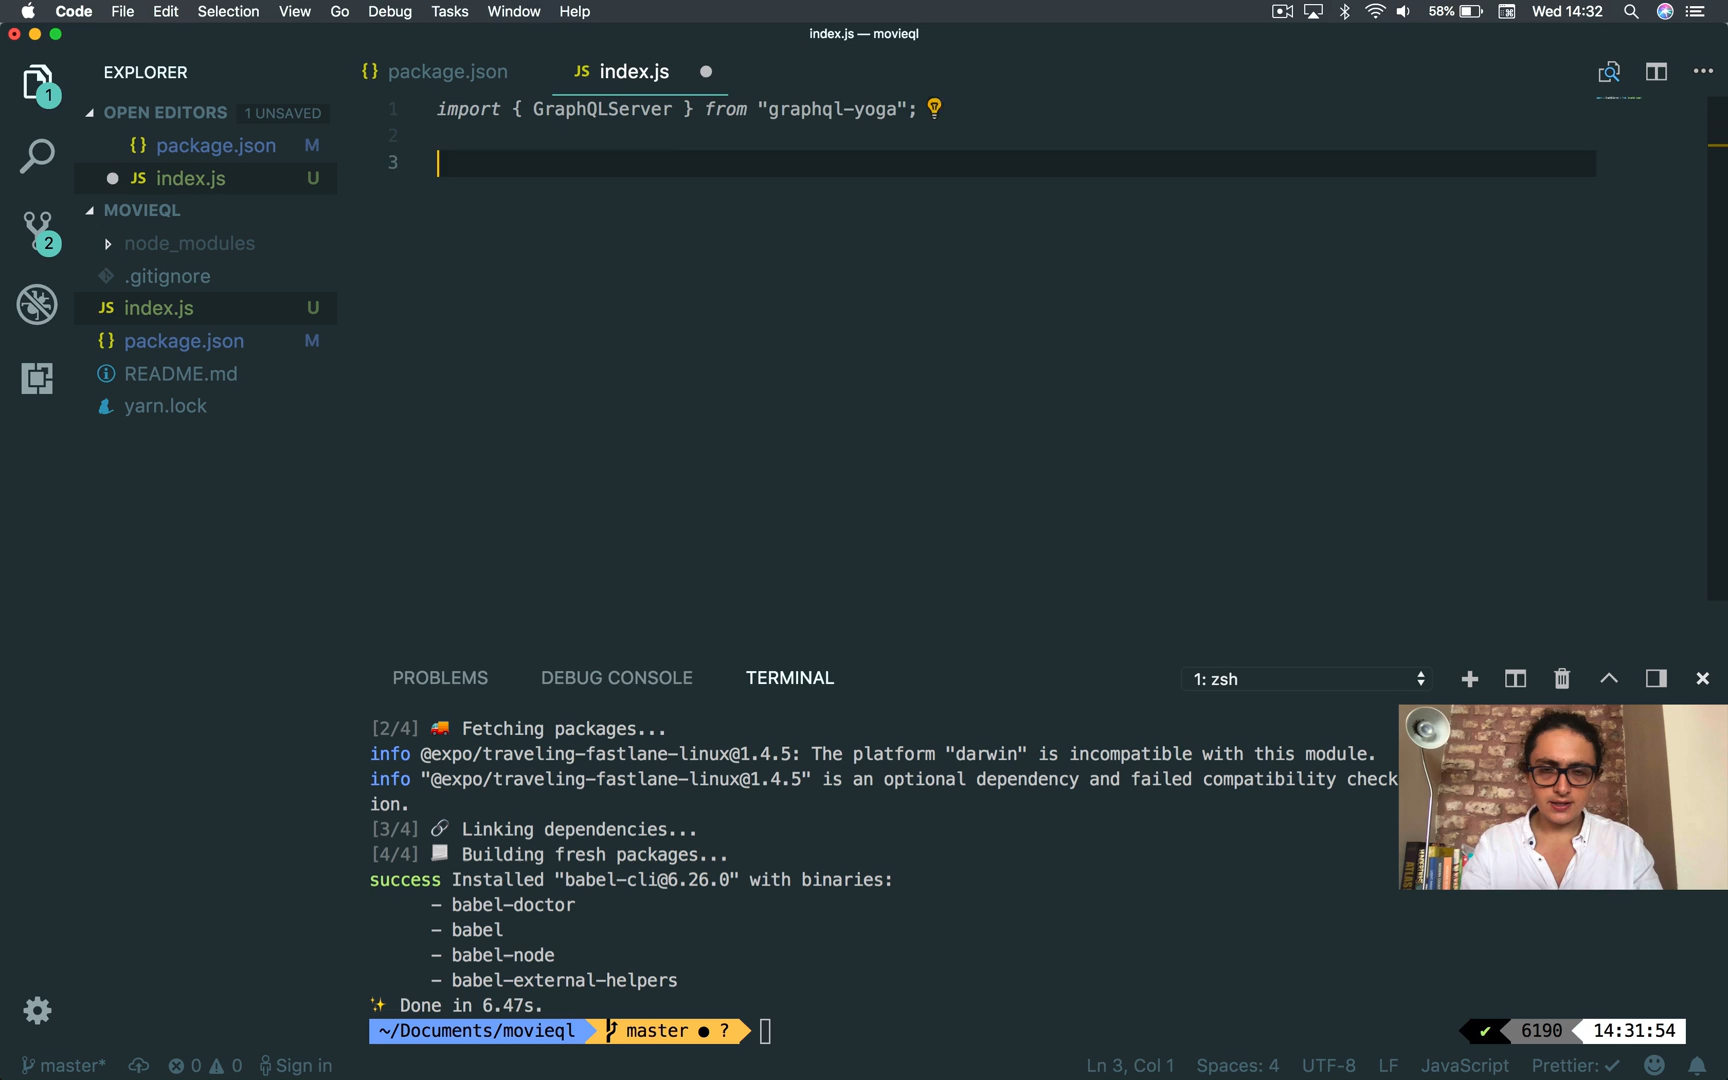 Code File Edit Selection View Go Debug Tasks Window Help 58% Wed 14:32
index.js — movieql
EXPLORER
OPEN EDITORS 1 UNSAVED
{} package.json M
JS index.js U
MOVIEQL
node_modules
.gitignore
JS index.js U
{} package.json M
README.md
yarn.lock
1
2
2
{} package.json JS index.js
1 import { GraphQLServer } from "graphql-yoga";
2
3
PROBLEMS DEBUG CONSOLE TERMINAL 1: zsh
[2/4] 🚚 Fetching packages...
info @expo/traveling-fastlane-linux@1.4.5: The platform "darwin" is incompatible with this module.
info "@expo/traveling-fastlane-linux@1.4.5" is an optional dependency and failed compatibility check
ion.
[3/4] 🔗 Linking dependencies...
[4/4] 📃 Building fresh packages...
success Installed "babel-cli@6.26.0" with binaries:
- babel-doctor
- babel
- babel-node
- babel-external-helpers
✨ Done in 6.47s.
~/Documents/movieql master ● ? ✔ 6190 14:31:54
master* 0 0 Sign in Ln 3, Col 1 Spaces: 4 UTF-8 LF JavaScript Prettier: ✓